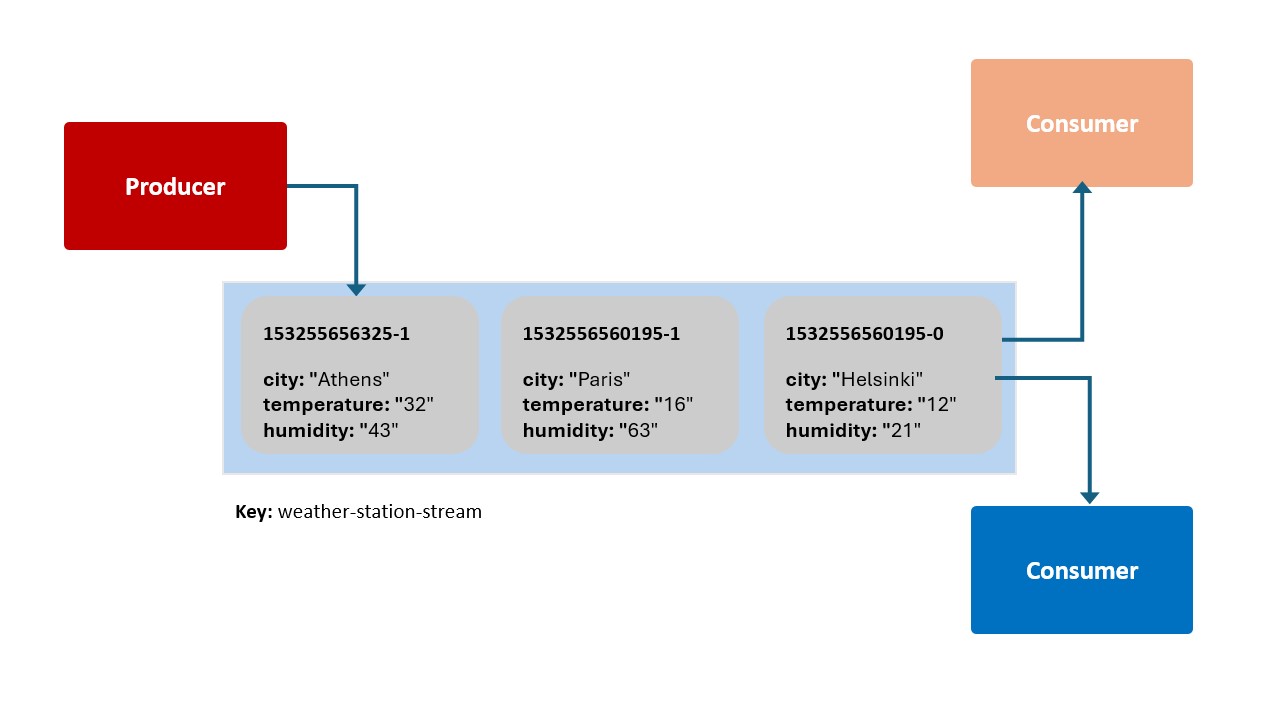 Consumer
Producer
153255656325-1
city: "Athens"
temperature: "32"
humidity: "43"
1532556560195-1
city: "Paris"
temperature: "16"
humidity: "63"
1532556560195-0
city: "Helsinki"
temperature: "12"
humidity: "21"
Key: weather-station-stream
Consumer